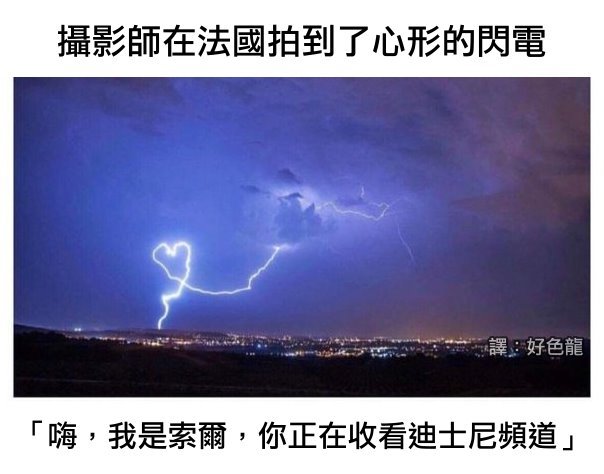 攝影師在法國拍到了心形的閃電
譯：好色龍
「嗨，我是索爾，你正在收看迪士尼頻道」